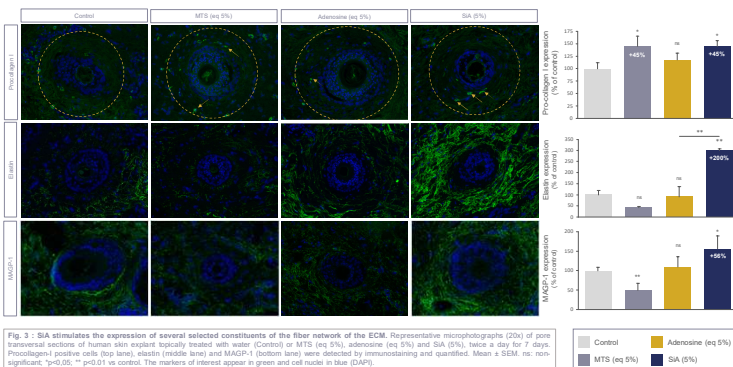 Control
MTS (eq 5%)
Adenosine (eq 5%)
SiA (5%)
Procollagen I
Elastin
MAGP-1
Pro-collagen I expression
(% of control)
175
150
125
100
75
50
25
0
*
+45%
ns
*
+45%
Elastin expression
(% of control)
350
300
250
200
150
100
50
0
ns
ns
**
**
+200%
MAGP-1 expression
(% of control)
200
150
100
50
0
**
ns
*
+56%
Fig. 3 : SiA stimulates the expression of several selected constituents of the fiber network of the ECM. Representative microphotographs (20x) of pore
transversal sections of human skin explant topically treated with water (Control) or MTS (eq 5%), adenosine (eq 5%) and SiA (5%), twice a day for 7 days.
Procollagen-I positive cells (top lane), elastin (middle lane) and MAGP-1 (bottom lane) were detected by immunostaining and quantified. Mean ± SEM. ns: non-
significant; *p<0,05; ** p<0.01 vs control. The markers of interest appear in green and cell nuclei in blue (DAPI).
Control
Adenosine (eq 5%)
MTS (eq 5%)
SiA (5%)